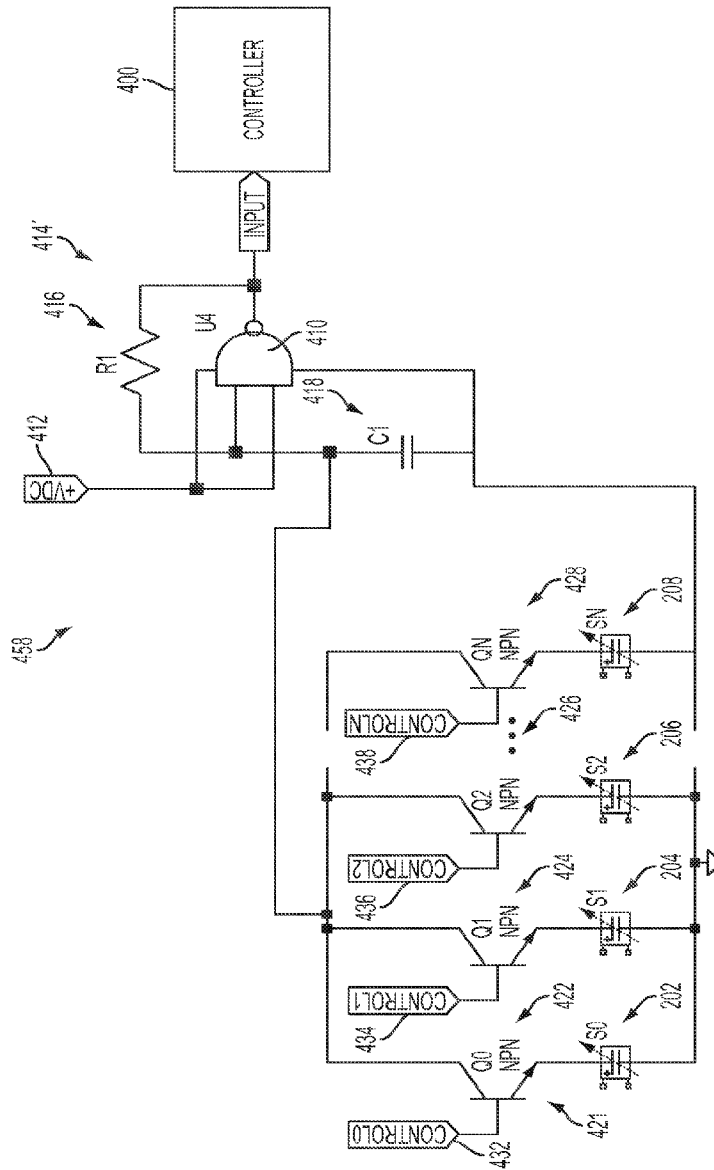 458
+VDC
412
414'
416
R1
U4
410
418
C1
INPUT
400
CONTROLLER
CONTROL0
432
Q0
NPN
422
421
S0
202
CONTROL1
434
Q1
NPN
424
S1
204
CONTROL2
436
Q2
NPN
426
S2
206
CONTROLN
438
QN
NPN
428
SN
208